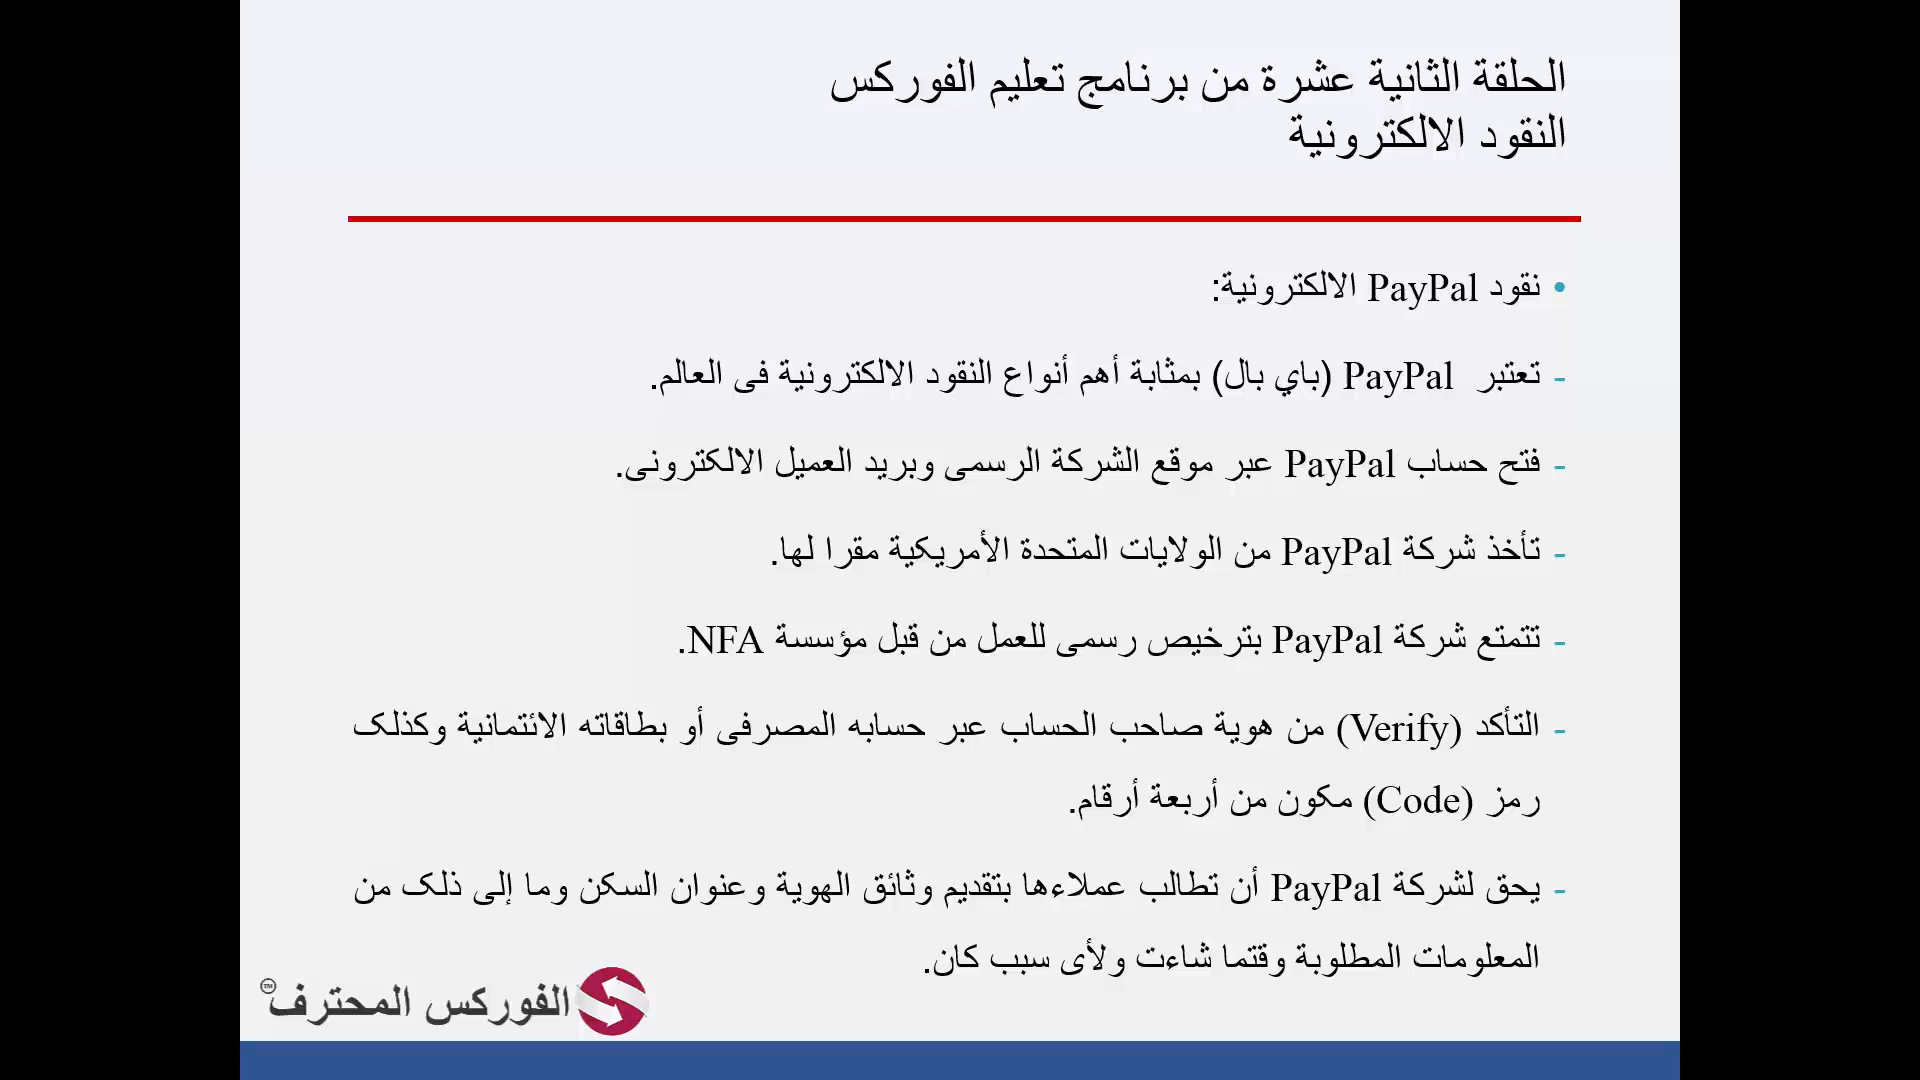 الحلقة الثانية عشرة من برنامج تعليم الفوركس
النقود الالكترونية
• نقود PayPal الالكترونية:
- تعتبر PayPal (باي بال) بمثابة أهم أنواع النقود الالكترونية فى العالم.
- فتح حساب PayPal عبر موقع الشركة الرسمى وبريد العميل الالكترونى.
- تأخذ شركة PayPal من الولايات المتحدة الأمريكية مقرا لها.
- تتمتع شركة PayPal بترخيص رسمى للعمل من قبل مؤسسة NFA.
- التأكد (Verify) من هوية صاحب الحساب عبر حسابه المصرفى أو بطاقاته الائتمانية وكذلک
رمز (Code) مكون من أربعة أرقام.
- يحق لشركة PayPal أن تطالب عملاءها بتقديم وثائق الهوية وعنوان السكن وما إلى ذلک من
المعلومات المطلوبة وقتما شاءت ولأى سبب كان.
الفوركس المحترف TM